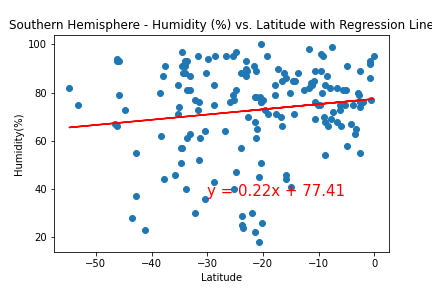 Southern Hemisphere - Humidity (%) vs. Latitude with Regression Line
100
80
60
40
20
Humidity(%)
y = 0.22x + 77.41
−50
−40
−30
−20
−10
0
Latitude